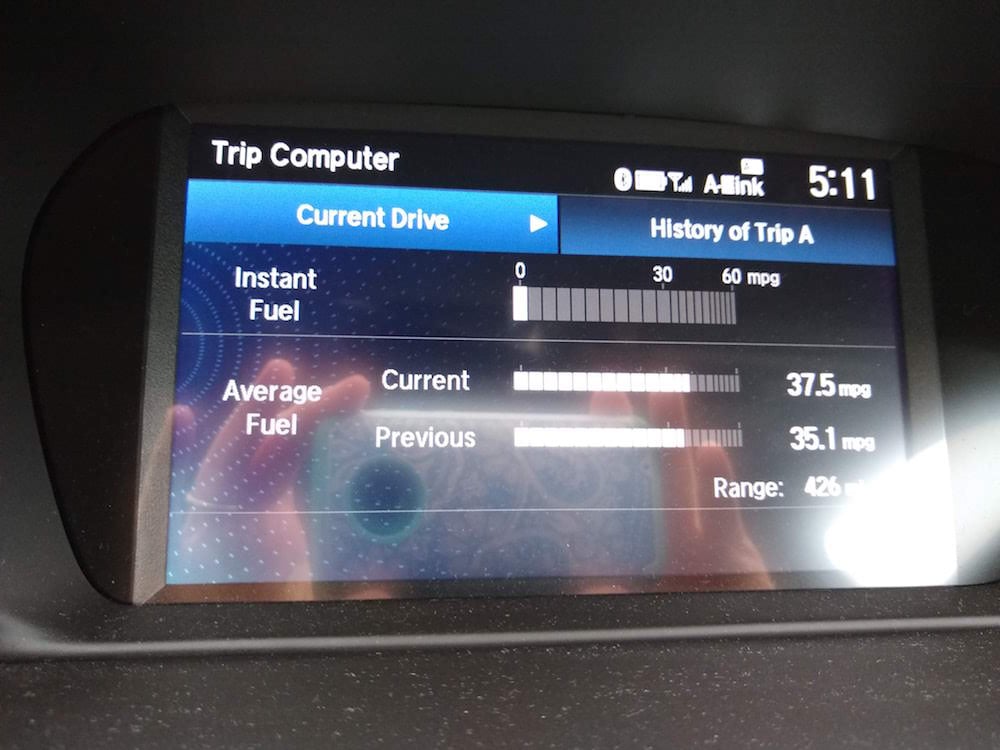 Trip Computer
5:11
Current Drive
History of Trip A
Instant
Fuel
0 30 60 mpg
Average
Fuel
Current
37.5 mpg
Previous
35.1 mpg
Range: 426